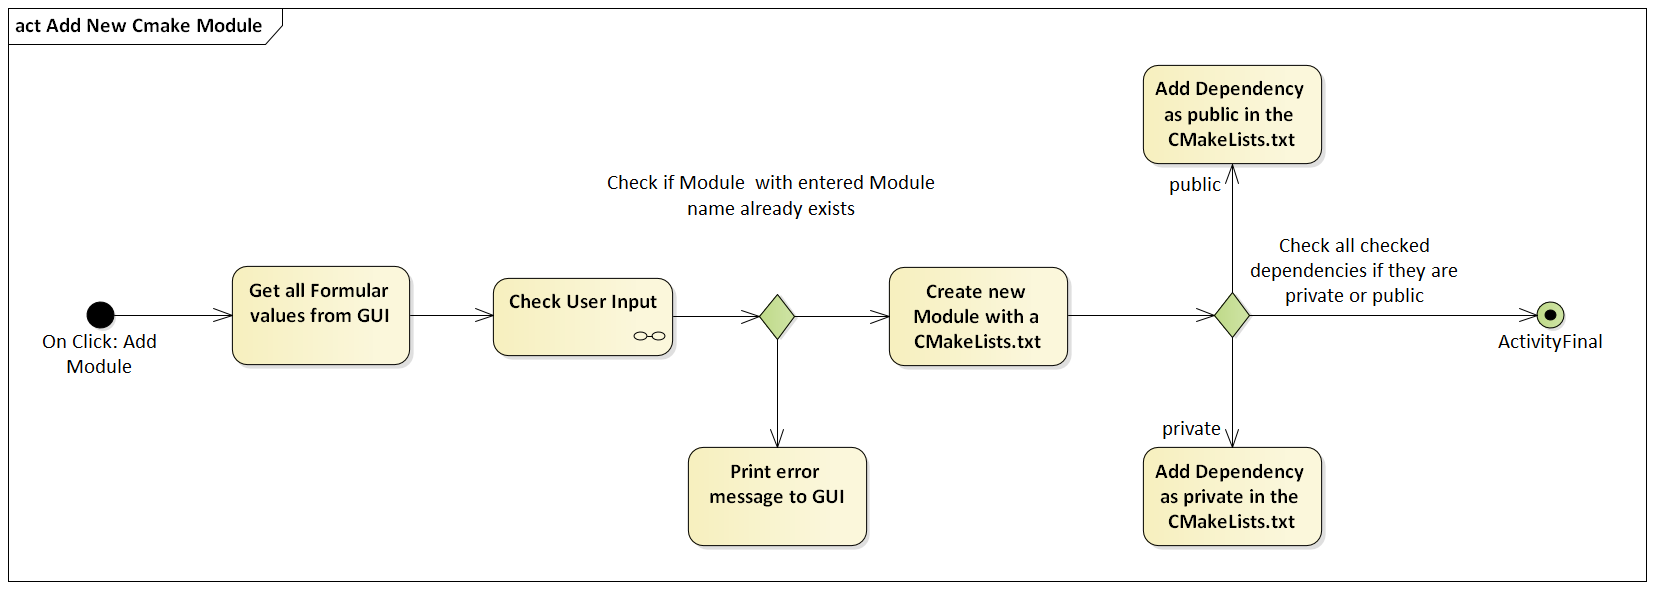 act Add New Cmake Module
On Click: Add
Module
Get all Formular
values from GUI
Check User Input
Check if Module  with entered Module
name already exists
Print error
message to GUI
Create new
Module with a
CMakeLists.txt
Add Dependency
as public in the
CMakeLists.txt
public
Check all checked
dependencies if they are
private or public
private
Add Dependency
as private in the
CMakeLists.txt
ActivityFinal